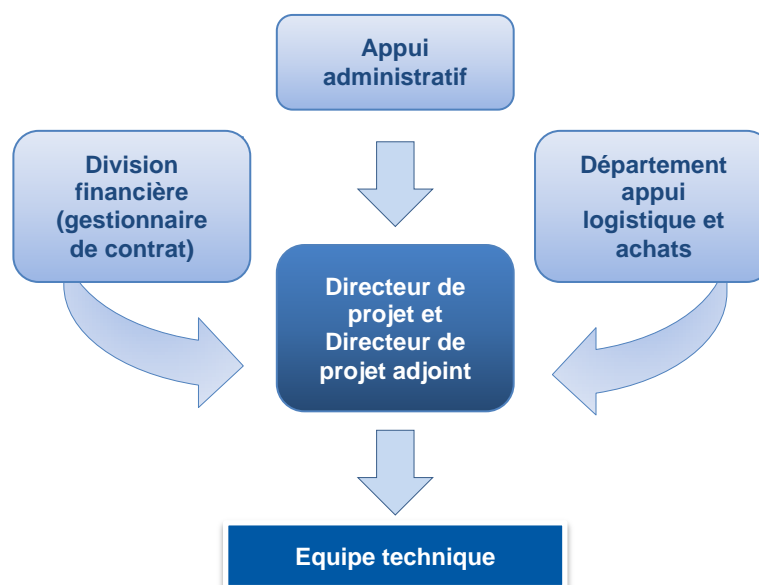 Appui
administratif
Division
financière
(gestionnaire
de contrat)
Département
appui
logistique et
achats
Directeur de
projet et
Directeur de
projet adjoint
Equipe technique